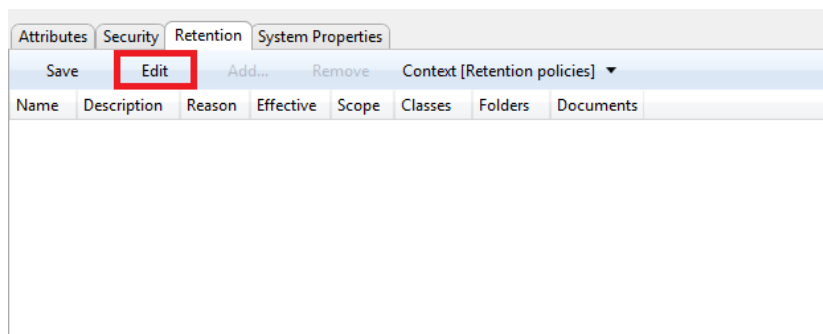 Attributes Security Retention System Properties
Save Edit Add... Remove Context [Retention policies]
Name Description Reason Effective Scope Classes Folders Documents